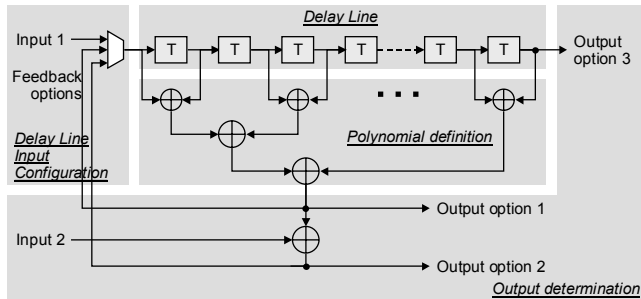 Delay Line
Input 1
T T T T T T
Output
option 3
Feedback
options
Delay Line
Input
Configuration
Polynomial definition
Output option 1
Input 2
Output option 2
Output determination